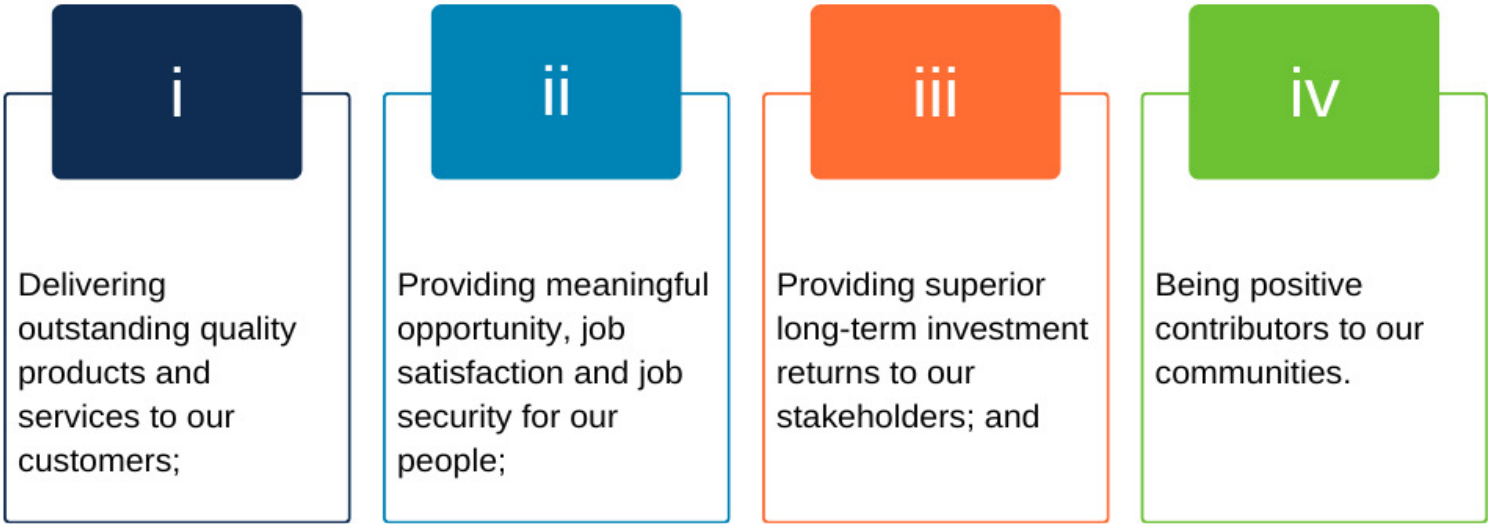 i
Delivering
outstanding quality
products and
services to our
customers;
ii
Providing meaningful
opportunity, job
satisfaction and job
security for our
people;
iii
Providing superior
long-term investment
returns to our
stakeholders; and
iv
Being positive
contributors to our
communities.